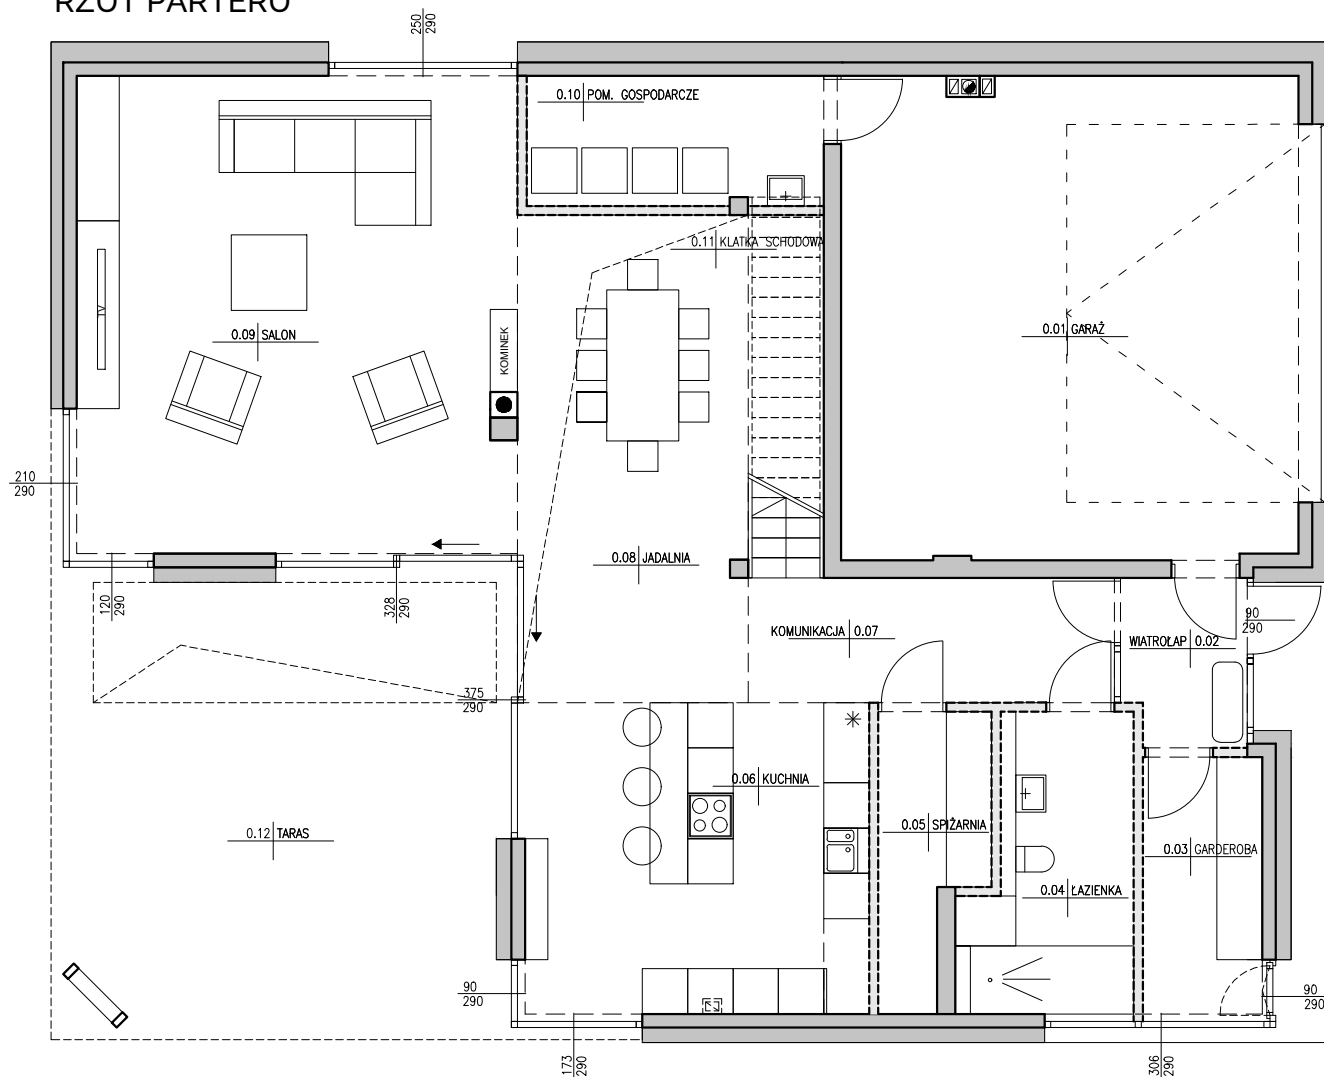 RZUT PARTERU
250
290
0.10 POM. GOSPODARCZE
0.11 KLATKA SCHODOWA
TV
0.09 SALON
KOMINEK
0.01 GARAŻ
210
290
0.08 JADALNIA
120
290
328
290
90
290
KOMUNIKACJA 0.07
WIATROŁAP 0.02
375
290
0.06 KUCHNIA
0.12 TARAS
0.05 SPIŻARNIA
0.03 GARDEROBA
0.04 ŁAZIENKA
90
290
90
290
173
290
306
290